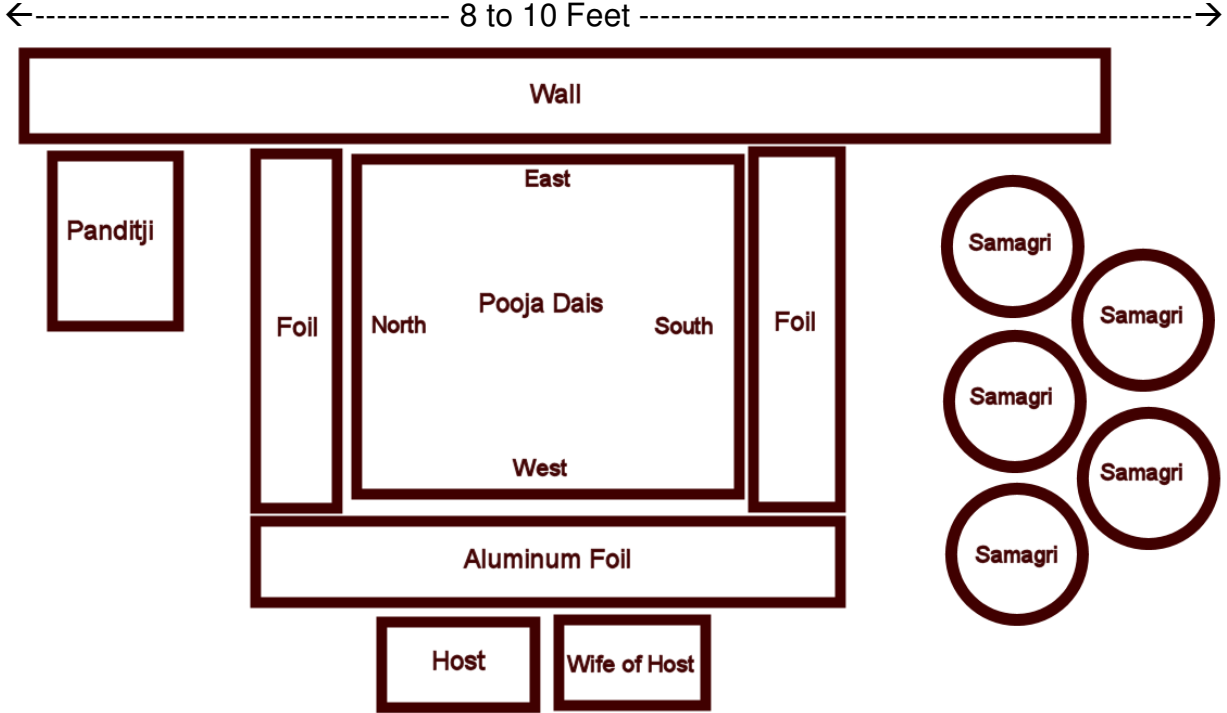 8 to 10 Feet
Wall
Panditji
Foil
East
North
Pooja Dais
South
West
Foil
Samagri
Samagri
Samagri
Samagri
Samagri
Aluminum Foil
Host
Wife of Host